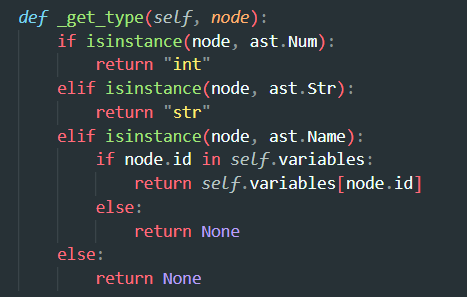 def _get_type(self, node):
    if isinstance(node, ast.Num):
        return "int"
    elif isinstance(node, ast.Str):
        return "str"
    elif isinstance(node, ast.Name):
        if node.id in self.variables:
            return self.variables[node.id]
        else:
            return None
    else:
        return None